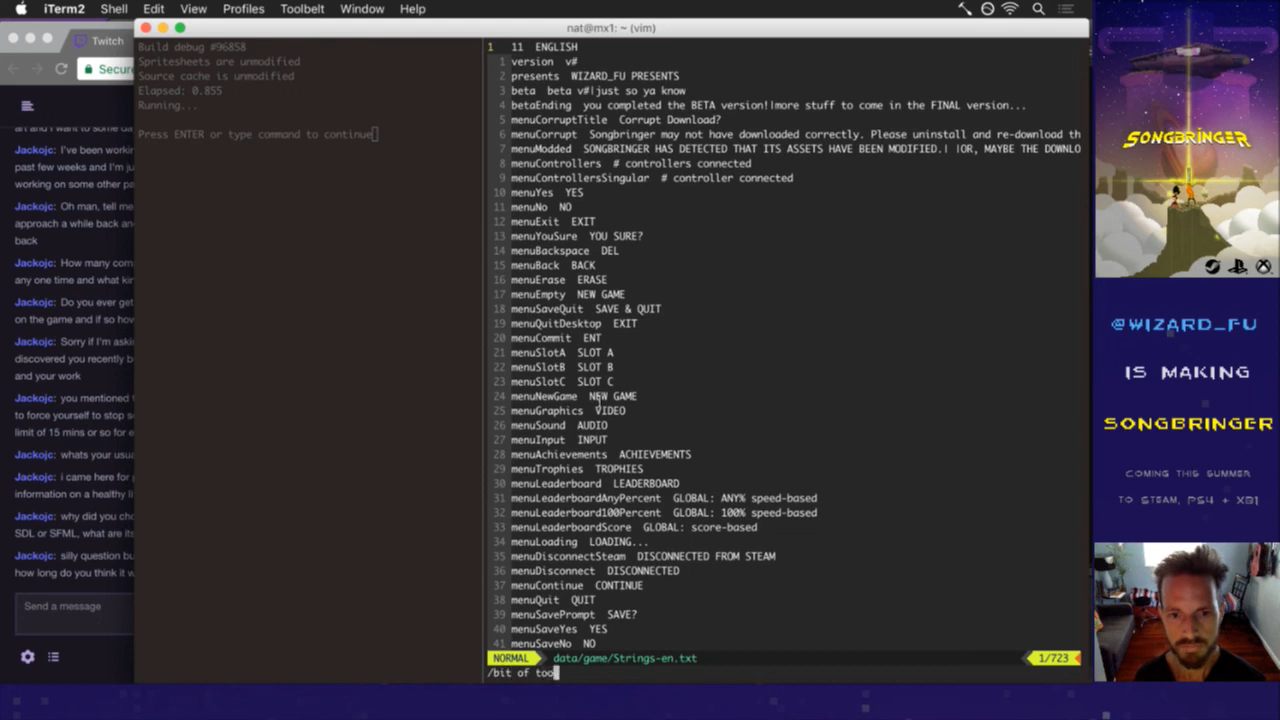 iTerm2 Shell Edit View Profiles Toolbelt Window Help
nat@mx1: ~ (vim)
Twitch
Secure
Jackojc: I've been workin
past few weeks and I'm ju
working on some other pa
Jackojc: Oh man, tell me
approach a while back and
back
Jackojc: How many com
any one time and what kin
Jackojc: Do you ever get
on the game and if so how
Jackojc: Sorry if I'm aski
discovered you recently b
and your work
Jackojc: you mentioned t
to force yourself to stop s
limit of 15 mins or so for e
Jackojc: whats your usua
Jackojc: i came here for p
information on a healthy li
Jackojc: why did you cho
SDL or SFML, what are its
Jackojc: silly question bu
how long do you think it w
Send a message
Build debug #96858
Spritesheets are unmodified
Source cache is unmodified
Elapsed: 0.855
Running...
Press ENTER or type command to continue
1 11 ENGLISH
1 version v#
2 presents WIZARD_FU PRESENTS
3 beta beta v#|just so ya know
4 betaEnding you completed the BETA version!|more stuff to come in the FINAL version...
5 menuCorruptTitle Corrupt Download?
6 menuCorrupt Songbringer may not have downloaded correctly. Please uninstall and re-download th
7 menuModded SONGBRINGER HAS DETECTED THAT ITS ASSETS HAVE BEEN MODIFIED.| |OR, MAYBE THE DOWNLO
8 menuControllers # controllers connected
9 menuControllersSingular # controller connected
10 menuYes YES
11 menuNo NO
12 menuExit EXIT
13 menuYouSure YOU SURE?
14 menuBackspace DEL
15 menuBack BACK
16 menuErase ERASE
17 menuEmpty NEW GAME
18 menuSaveQuit SAVE & QUIT
19 menuQuitDesktop EXIT
20 menuCommit ENT
21 menuSlotA SLOT A
22 menuSlotB SLOT B
23 menuSlotC SLOT C
24 menuNewGame NEW GAME
25 menuGraphics VIDEO
26 menuSound AUDIO
27 menuInput INPUT
28 menuAchievements ACHIEVEMENTS
29 menuTrophies TROPHIES
30 menuLeaderboard LEADERBOARD
31 menuLeaderboardAnyPercent GLOBAL: ANY% speed-based
32 menuLeaderboard100Percent GLOBAL: 100% speed-based
33 menuLeaderboardScore GLOBAL: score-based
34 menuLoading LOADING...
35 menuDisconnectSteam DISCONNECTED FROM STEAM
36 menuDisconnect DISCONNECTED
37 menuContinue CONTINUE
38 menuQuit QUIT
39 menuSavePrompt SAVE?
40 menuSaveYes YES
41 menuSaveNo NO
NORMAL data/game/Strings-en.txt 1/723
/bit of too
SONGBRINGER
@WIZARD_FU
IS MAKING
SONGBRINGER
COMING THIS SUMMER
TO STEAM, PS4 + XB1